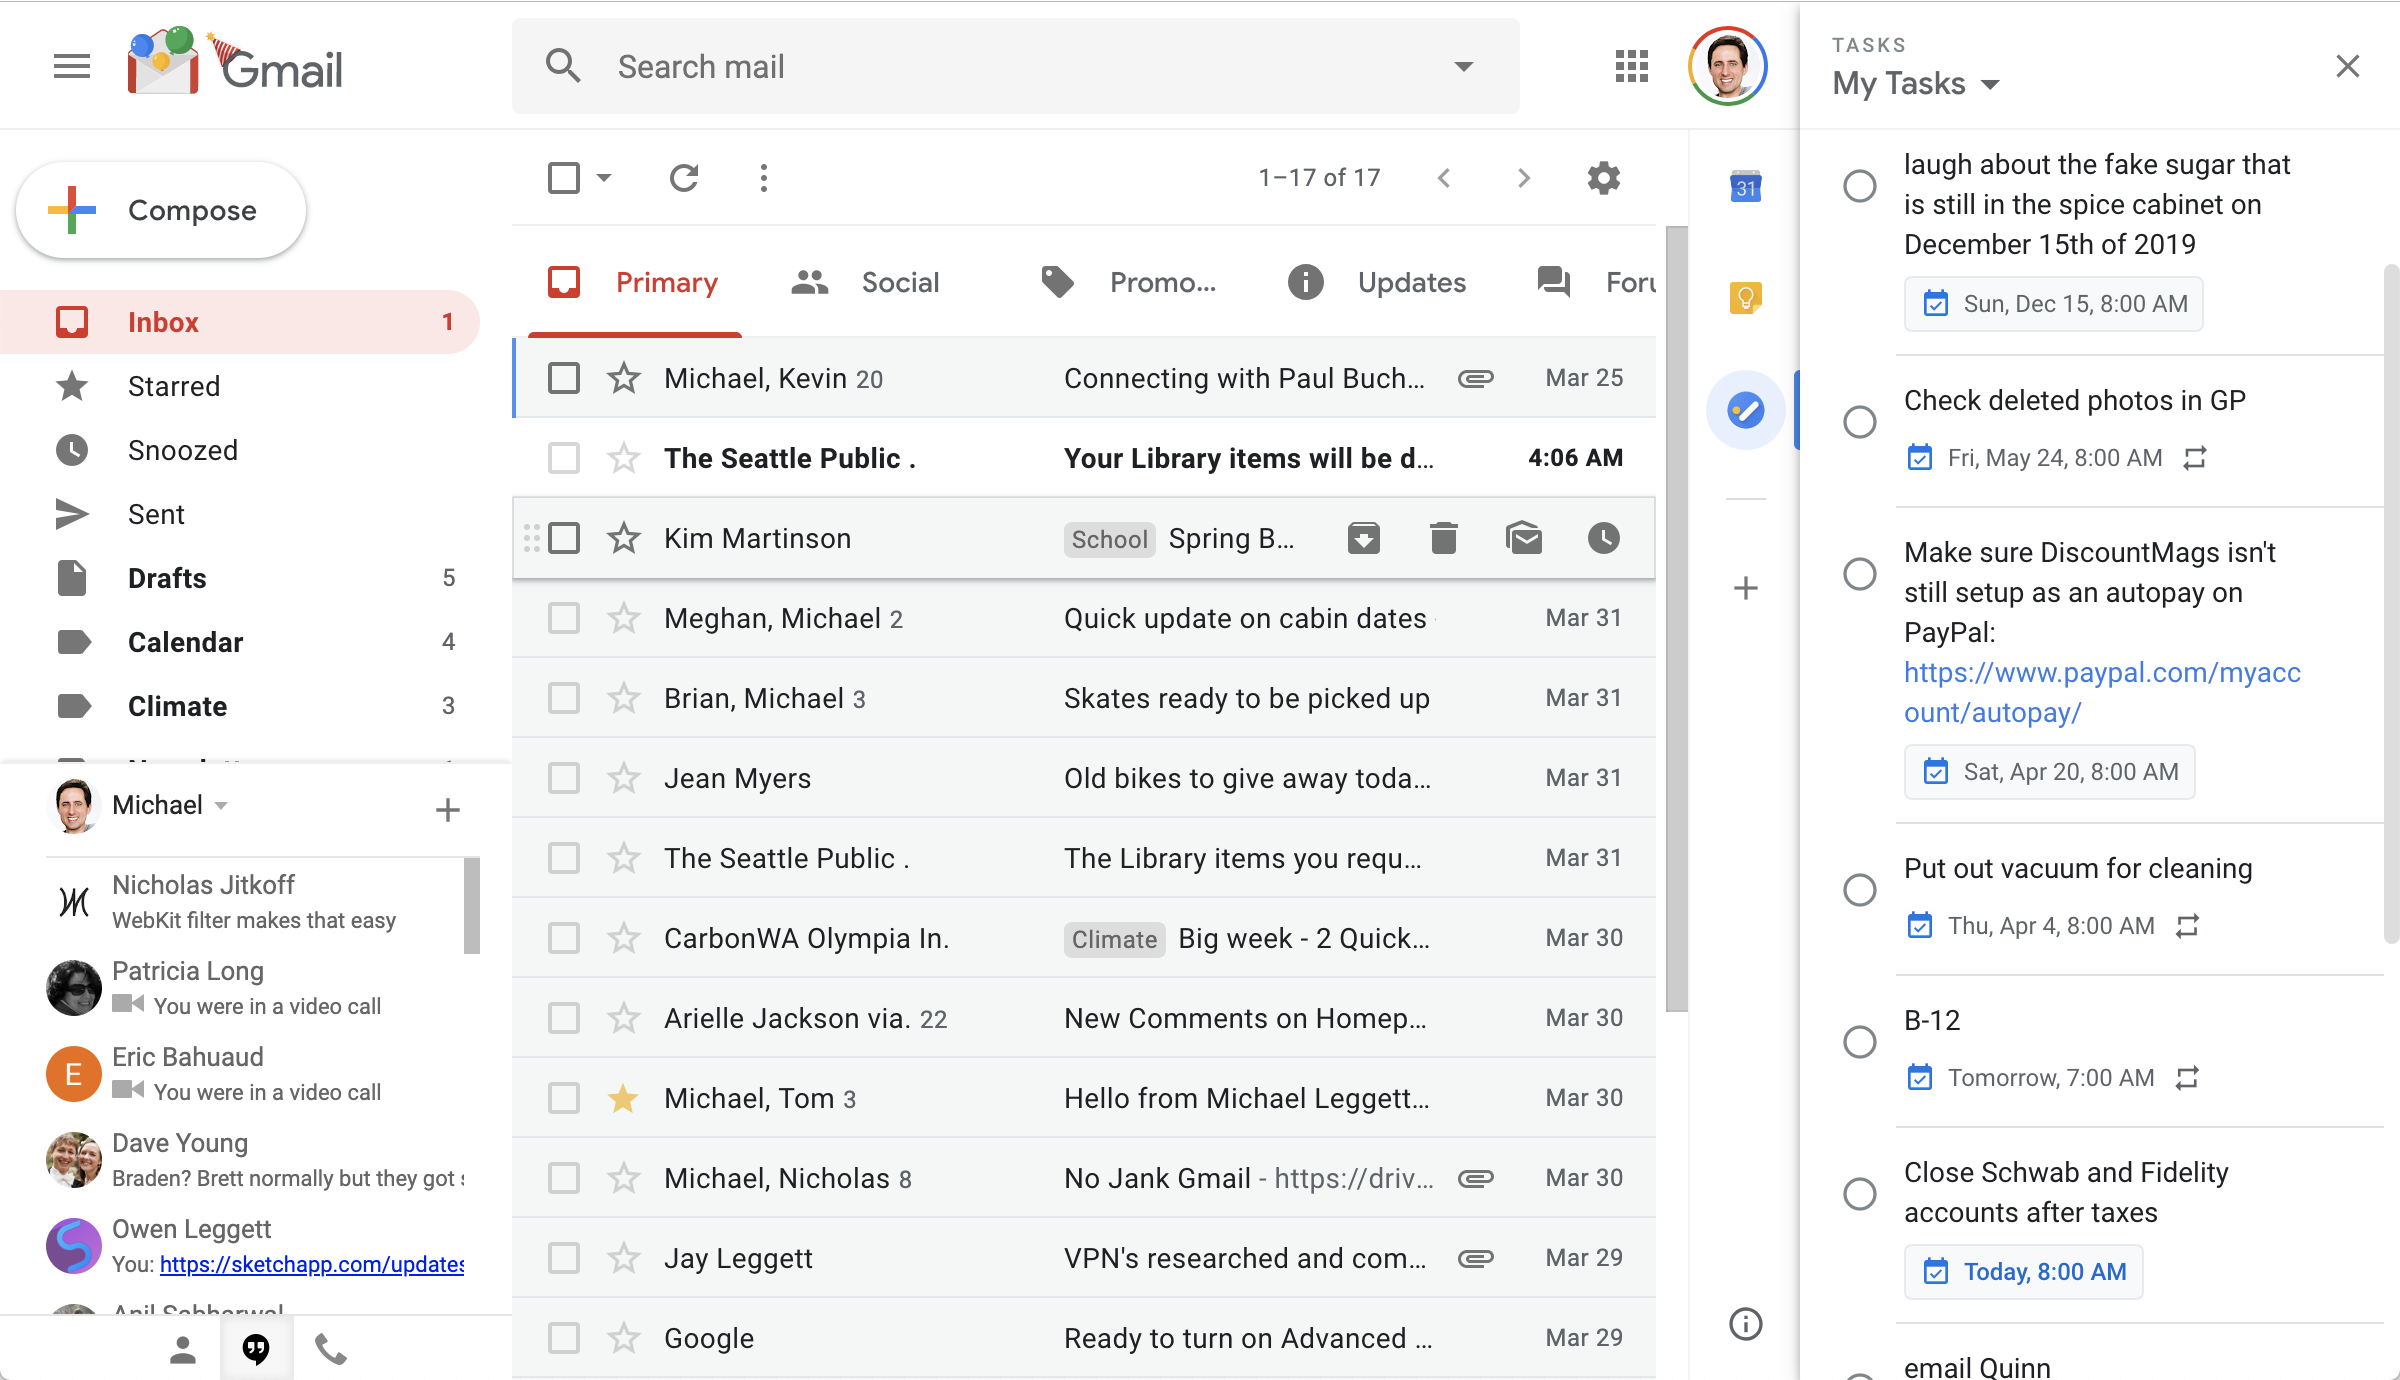 Gmail
Search mail
Compose
Inbox 1
Starred
Snoozed
Sent
Drafts 5
Calendar 4
Climate 3
Michael
Nicholas Jitkoff
WebKit filter makes that easy
Patricia Long
You were in a video call
E
Eric Bahuaud
You were in a video call
Dave Young
Braden? Brett normally but they got
Owen Leggett
You: https://sketchapp.com/updates
1–17 of 17
Primary
Social
Promo...
Updates
Foru
Michael, Kevin 20 Connecting with Paul Buch... Mar 25
The Seattle Public . Your Library items will be d... 4:06 AM
Kim Martinson School Spring B...
Meghan, Michael 2 Quick update on cabin dates Mar 31
Brian, Michael 3 Skates ready to be picked up Mar 31
Jean Myers Old bikes to give away toda... Mar 31
The Seattle Public . The Library items you requ... Mar 31
CarbonWA Olympia In. Climate Big week - 2 Quick... Mar 30
Arielle Jackson via. 22 New Comments on Homep... Mar 30
Michael, Tom 3 Hello from Michael Leggett... Mar 30
Michael, Nicholas 8 No Jank Gmail - https://driv... Mar 30
Jay Leggett VPN's researched and com... Mar 29
Google Ready to turn on Advanced ... Mar 29
31
TASKS
My Tasks
laugh about the fake sugar that
is still in the spice cabinet on
December 15th of 2019
Sun, Dec 15, 8:00 AM
Check deleted photos in GP
Fri, May 24, 8:00 AM
Make sure DiscountMags isn't
still setup as an autopay on
PayPal:
https://www.paypal.com/myacc
ount/autopay/
Sat, Apr 20, 8:00 AM
Put out vacuum for cleaning
Thu, Apr 4, 8:00 AM
B-12
Tomorrow, 7:00 AM
Close Schwab and Fidelity
accounts after taxes
Today, 8:00 AM
email Quinn